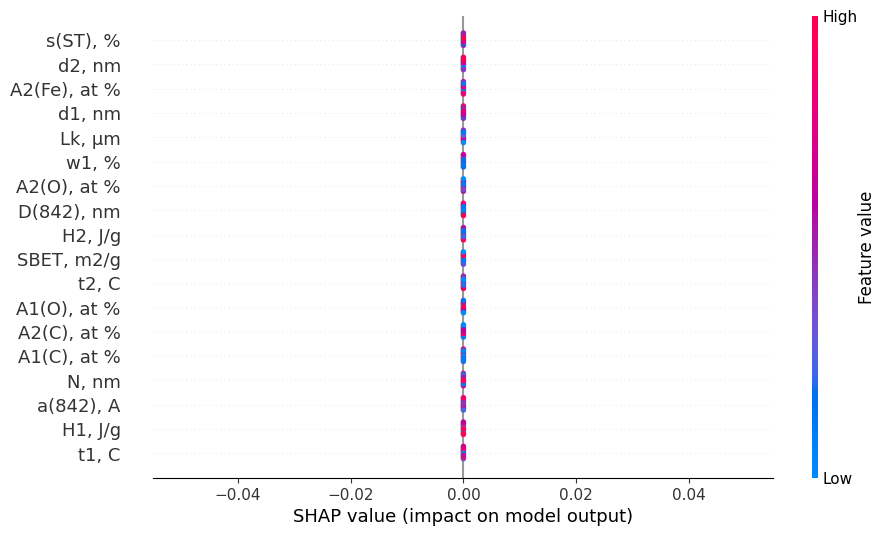 High
s(ST), %
d2, nm
A2(Fe), at %
d1, nm
Lk, μm
w1, %
A2(O), at %
D(842), nm
H2, J/g
SBET, m2/g
t2, C
A1(O), at %
A2(C), at %
A1(C), at %
N, nm
a(842), A
H1, J/g
t1, C
Feature value
Low
−0.04 −0.02 0.00 0.02 0.04
SHAP value (impact on model output)